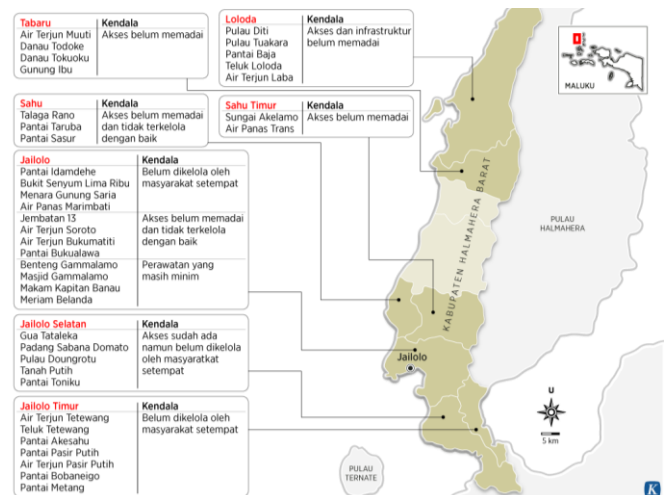 Tabaru Kendala
Air Terjun Muuti Akses belum memadai
Danau Todoke
Danau Tokuoku
Gunung Ibu
Loloda Kendala
Pulau Diti Akses dan infrastruktur
Pulau Tuakara belum memadai
Pantai Baja
Teluk Loloda
Air Terjun Laba
Sahu Kendala
Talaga Rano Akses belum memadai
Pantai Taruba dan tidak terkelola
Pantai Sasur dengan baik
Sahu Timur Kendala
Sungai Akelamo Akses belum memadai
Air Panas Trans
Jailolo Kendala
Pantai Idamdehe Belum dikelola oleh
Bukit Senyum Lima Ribu masyarakat setempat
Menara Gunung Saria
Air Panas Marimbati
Jembatan 13 Akses belum memadai
Air Terjun Soroto dan tidak terkelola
Air Terjun Bukumatiti dengan baik
Pantai Bukualawa
Benteng Gammalamo Perawatan yang
Masjid Gammalamo masih minim
Makam Kapitan Banau
Meriam Belanda
Jailolo Selatan Kendala
Gua Tataleka Akses sudah ada
Padang Sabana Domato namun belum dikelola
Pulau Doungrotu oleh masyaratkat
Tanah Putih setempat
Pantai Toniku
Jailolo Timur Kendala
Air Terjun Tetewang Belum dikelola oleh
Teluk Tetewang masyarakat setempat
Pantai Akesahu
Pantai Pasir Putih
Air Terjun Pasir Putih
Pantai Bobaneigo
Pantai Metang
MALUKU
KABUPATEN HALMAHERA BARAT
PULAU
HALMAHERA
Jailolo
U
5 km
PULAU
TERNATE
K